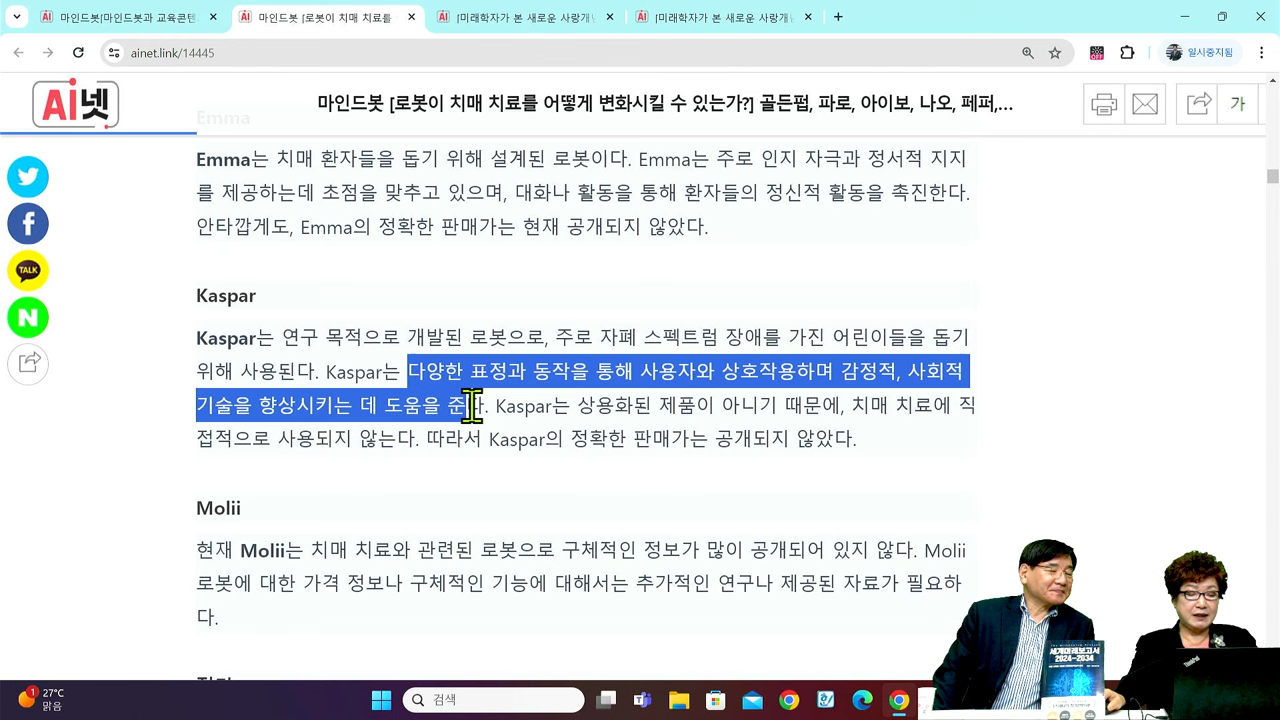 마인드봇[마인드봇과 교육콘텐
마인드봇 [로봇이 치매 치료를
[미래학자가 본 새로운 사랑개념
[미래학자가 본 새로운 사랑개념
ainet.link/14445
OFF
일시중지됨
Ai넷
마인드봇 [로봇이 치매 치료를 어떻게 변화시킬 수 있는가?] 골든펍, 파로, 아이보, 나오, 페퍼,...
가
Emma
Emma는 치매 환자들을 돕기 위해 설계된 로봇이다. Emma는 주로 인지 자극과 정서적 지지
를 제공하는데 초점을 맞추고 있으며, 대화나 활동을 통해 환자들의 정신적 활동을 촉진한다.
안타깝게도, Emma의 정확한 판매가는 현재 공개되지 않았다.
TALK
N
Kaspar
Kaspar는 연구 목적으로 개발된 로봇으로, 주로 자폐 스펙트럼 장애를 가진 어린이들을 돕기
위해 사용된다. Kaspar는 다양한 표정과 동작을 통해 사용자와 상호작용하며 감정적, 사회적
기술을 향상시키는 데 도움을 준다. Kaspar는 상용화된 제품이 아니기 때문에, 치매 치료에 직
접적으로 사용되지 않는다. 따라서 Kaspar의 정확한 판매가는 공개되지 않았다.
Molii
현재 Molii는 치매 치료와 관련된 로봇으로 구체적인 정보가 많이 공개되어 있지 않다. Molii
로봇에 대한 가격 정보나 구체적인 기능에 대해서는 추가적인 연구나 제공된 자료가 필요하
다.
세계미래보고서
2024-2034
ThinkPad
1
27°C
맑음
검색